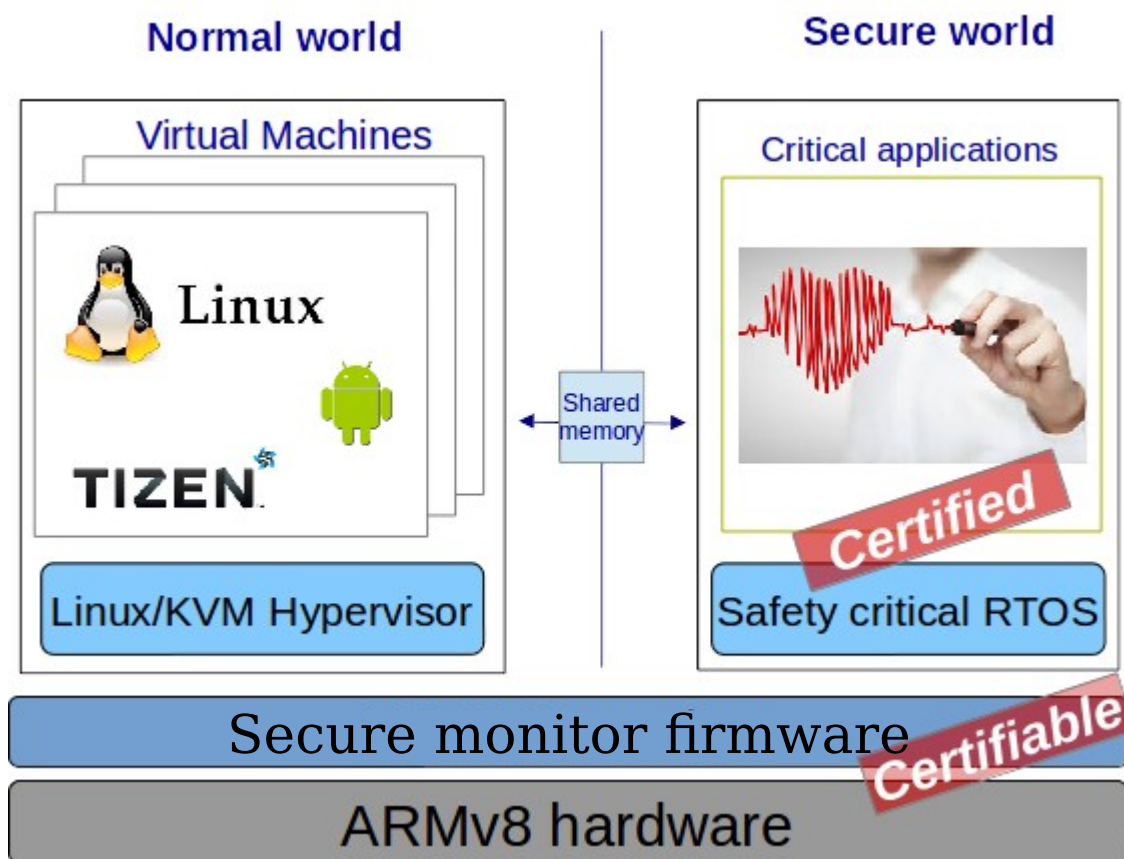 Normal world
Secure world
Virtual Machines
Critical applications
Linux
TIZEN
Shared
memory
Certified
Linux/KVM Hypervisor
Safety critical RTOS
Secure monitor firmware
Certifiable
ARMv8 hardware